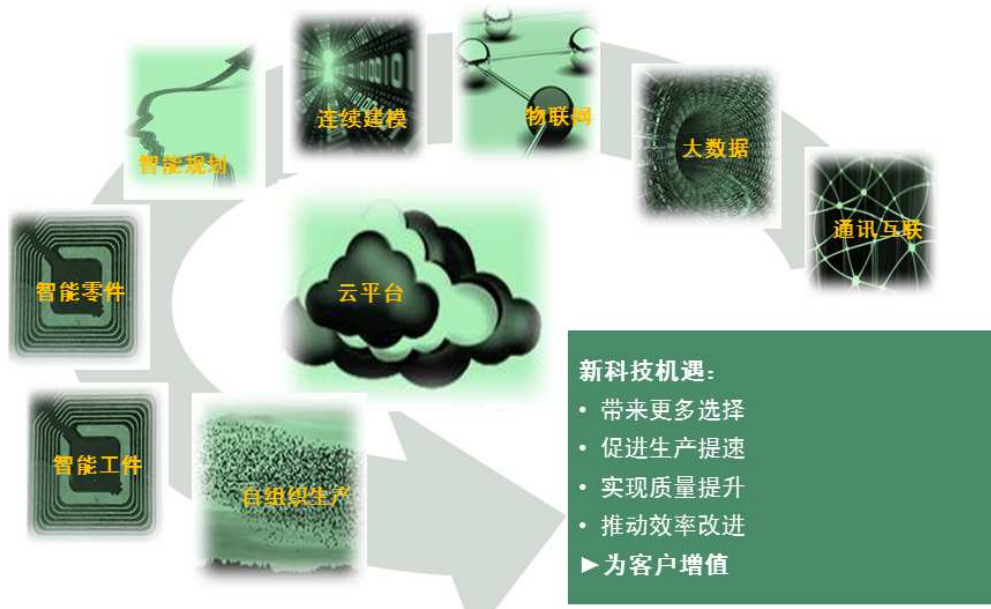 智能规划
连续建模
物联网
大数据
通讯互联
智能零件
云平台
智能工件
自组织生产
新科技机遇:
• 带来更多选择
• 促进生产提速
• 实现质量提升
• 推动效率改进
►为客户增值